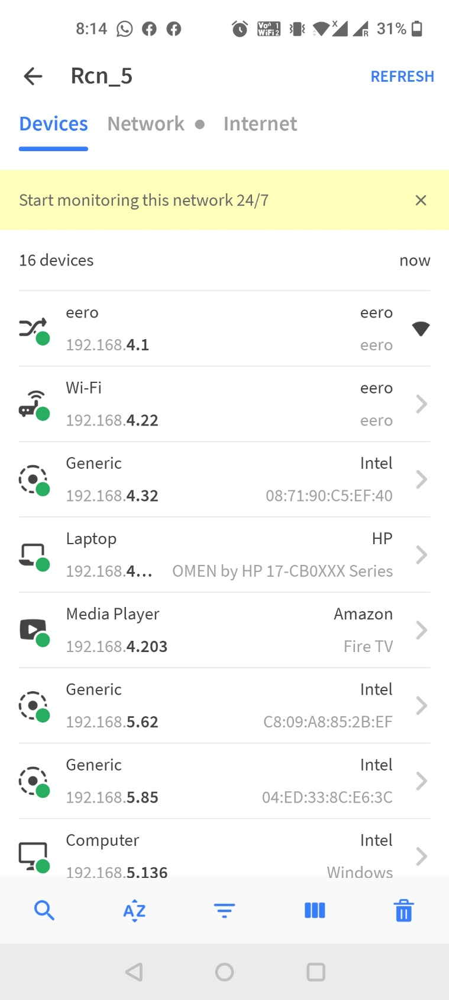 8:14 Vo 1 WiFi 2 X R 31%
Rcn_5 REFRESH
Devices Network Internet
Start monitoring this network 24/7
16 devices now
eero eero
192.168.4.1 eero
Wi-Fi eero
192.168.4.22 eero
Generic Intel
192.168.4.32 08:71:90:C5:EF:40
Laptop HP
192.168.4... OMEN by HP 17-CB0XXX Series
Media Player Amazon
192.168.4.203 Fire TV
Generic Intel
192.168.5.62 C8:09:A8:85:2B:EF
Generic Intel
192.168.5.85 04:ED:33:8C:E6:3C
Computer Intel
192.168.5.136 Windows
AZ